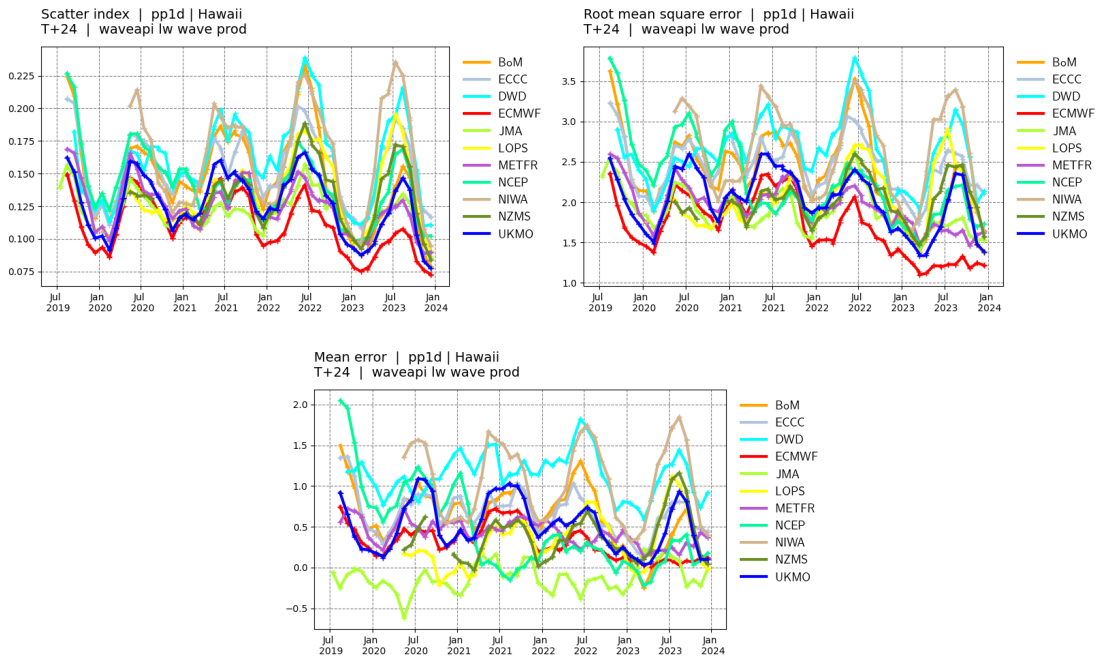 Scatter index | pp1d | Hawaii
T+24 | waveapi lw wave prod
0.225
0.200
0.175
0.150
0.125
0.100
0.075
Jul 2019
Jan 2020
Jul 2020
Jan 2021
Jul 2021
Jan 2022
Jul 2022
Jan 2023
Jul 2023
Jan 2024
BoM
ECCC
DWD
ECMWF
JMA
LOPS
METFR
NCEP
NIWA
NZMS
UKMO
Root mean square error | pp1d | Hawaii
T+24 | waveapi lw wave prod
3.5
3.0
2.5
2.0
1.5
1.0
Jul 2019
Jan 2020
Jul 2020
Jan 2021
Jul 2021
Jan 2022
Jul 2022
Jan 2023
Jul 2023
Jan 2024
BoM
ECCC
DWD
ECMWF
JMA
LOPS
METFR
NCEP
NIWA
NZMS
UKMO
Mean error | pp1d | Hawaii
T+24 | waveapi lw wave prod
2.0
1.5
1.0
0.5
0.0
−0.5
Jul 2019
Jan 2020
Jul 2020
Jan 2021
Jul 2021
Jan 2022
Jul 2022
Jan 2023
Jul 2023
Jan 2024
BoM
ECCC
DWD
ECMWF
JMA
LOPS
METFR
NCEP
NIWA
NZMS
UKMO